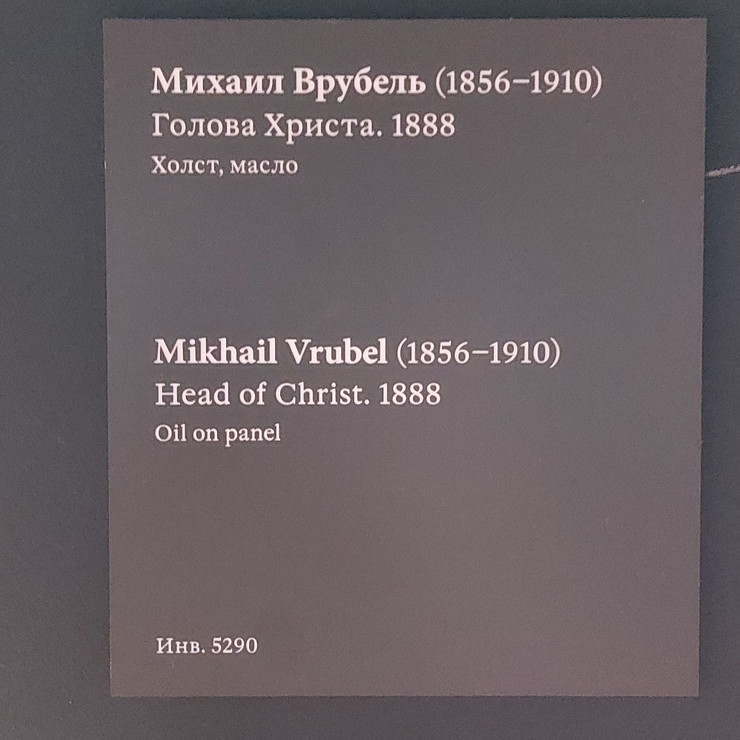 Михаил Врубель (1856–1910)
Голова Христа. 1888
Холст, масло
Mikhail Vrubel (1856–1910)
Head of Christ. 1888
Oil on panel
Инв. 5290